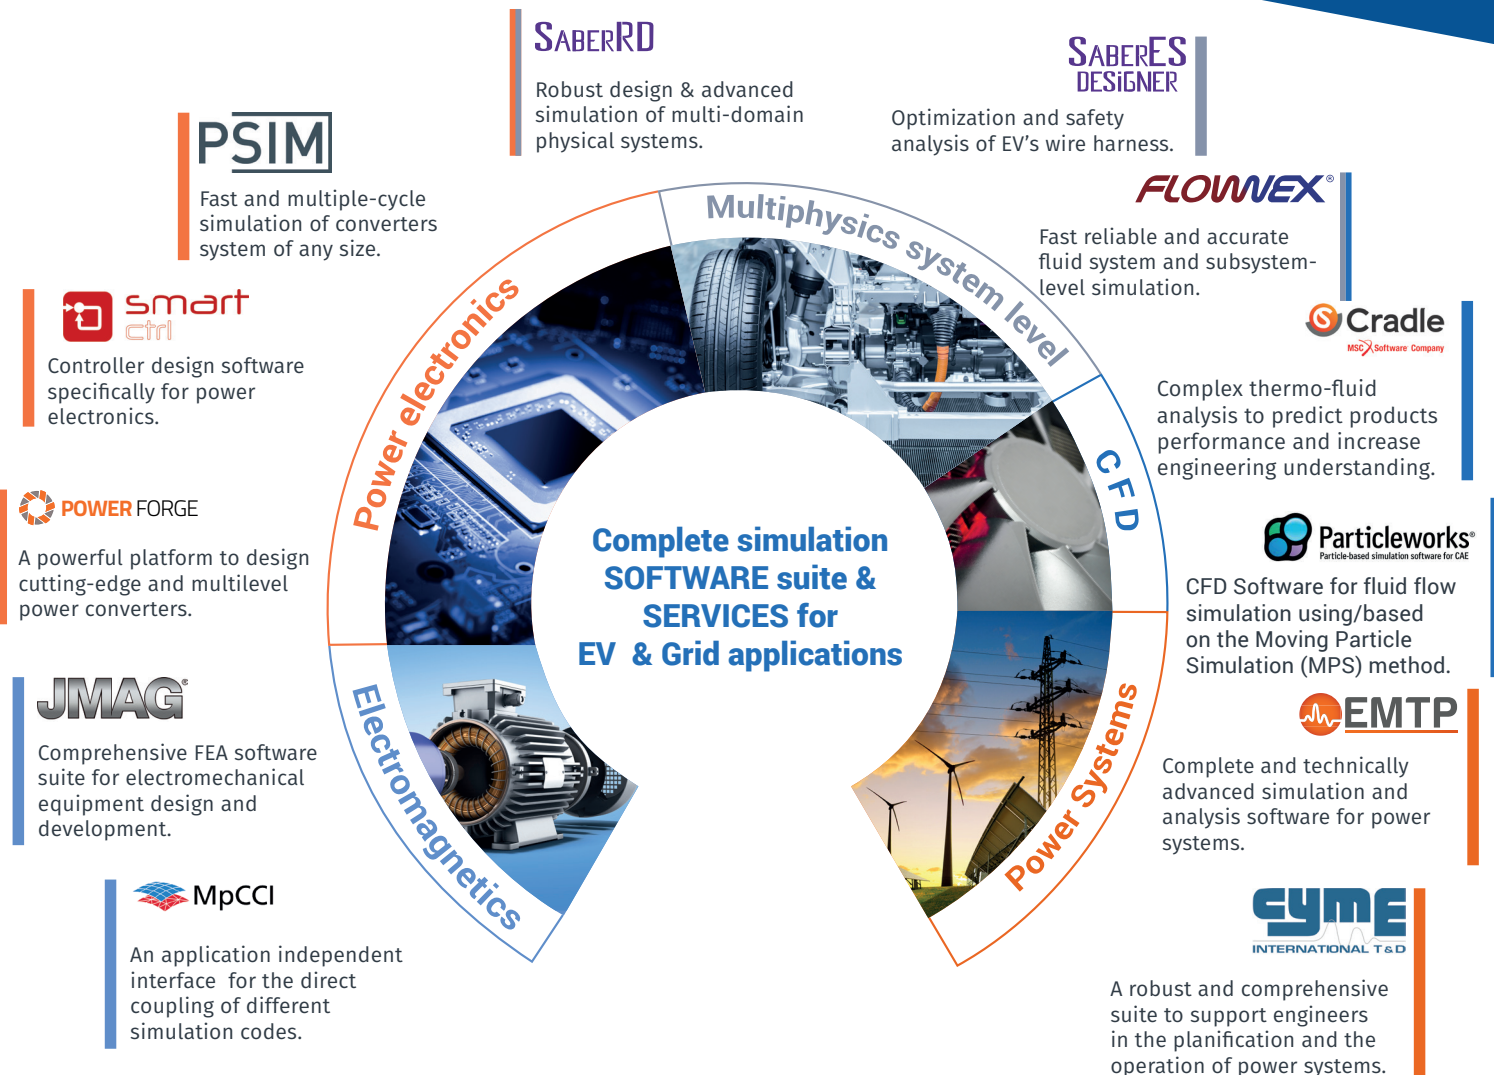 SABERRD
Robust design & advanced
simulation of multi-domain
physical systems.
SABERES
DESiGNER
Optimization and safety
analysis of EV's wire harness.
PSIM
Fast and multiple-cycle
simulation of converters
system of any size.
FLOWNEX®
Fast reliable and accurate
fluid system and subsystem-
level simulation.
smart
ctrl
Controller design software
specifically for power
electronics.
Cradle
MSC Software Company
Complex thermo-fluid
analysis to predict products
performance and increase
engineering understanding.
POWER FORGE
A powerful platform to design
cutting-edge and multilevel
power converters.
Particleworks®
Particle-based simulation software for CAE
CFD Software for fluid flow
simulation using/based
on the Moving Particle
Simulation (MPS) method.
JMAG®
Comprehensive FEA software
suite for electromechanical
equipment design and
development.
EMTP
Complete and technically
advanced simulation and
analysis software for power
systems.
MpCCI
An application independent
interface  for the direct
coupling of different
simulation codes.
CYME
INTERNATIONAL T & D
A robust and comprehensive
suite to support engineers
in the planification and the
operation of power systems.
Power electronics
Multiphysics system level
CFD
Electromagnetics
Power Systems
Complete simulation
SOFTWARE suite &
SERVICES for
EV  & Grid applications